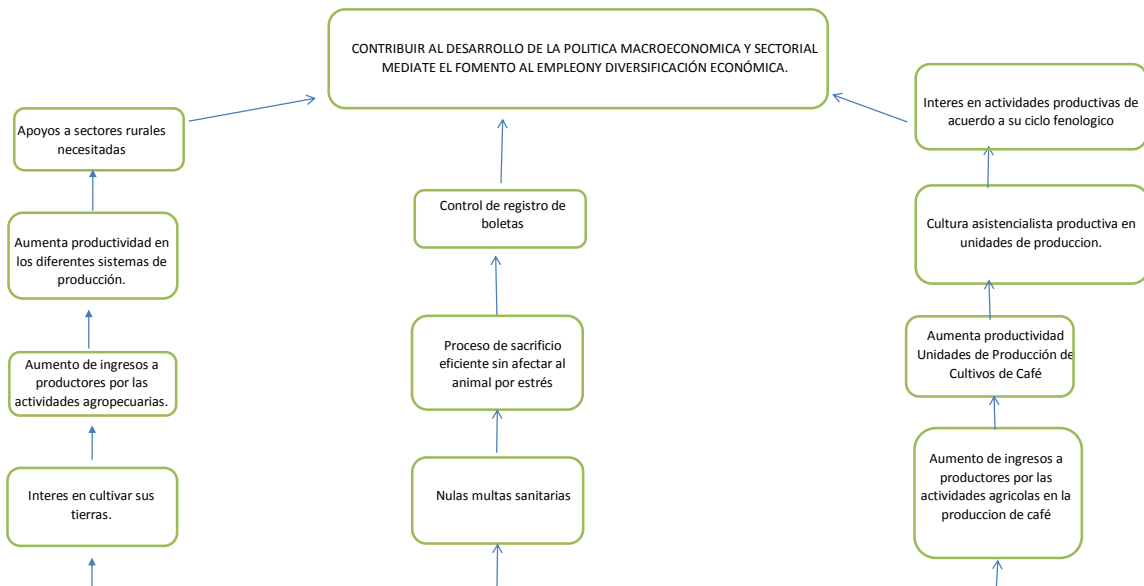 CONTRIBUIR AL DESARROLLO DE LA POLITICA MACROECONOMICA Y SECTORIAL
MEDIATE EL FOMENTO AL EMPLEONY DIVERSIFICACIÓN ECONÓMICA.
Apoyos a sectores rurales
necesitadas
Aumenta productividad en
los diferentes sistemas de
producción.
Aumento de ingresos a
productores por las
actividades agropecuarias.
Interes en cultivar sus
tierras.
Control de registro de
boletas
Proceso de sacrificio
eficiente sin afectar al
animal por estrés
Nulas multas sanitarias
Interes en actividades productivas de
acuerdo a su ciclo fenologico
Cultura asistencialista productiva en
unidades de produccion.
Aumenta productividad
Unidades de Producción de
Cultivos de Café
Aumento de ingresos a
productores por las
actividades agricolas en la
produccion de café